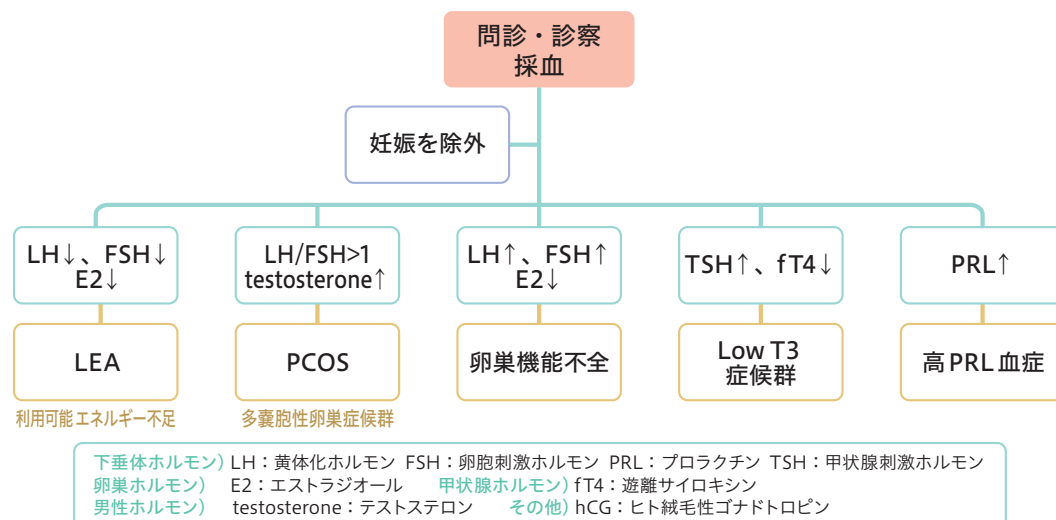 問診・診察
採血
妊娠を除外
LH↓、FSH↓
E2↓
LH/FSH>1
testosterone↑
LH↑、FSH↑
E2↓
TSH↑、fT4↓
PRL↑
LEA
PCOS
卵巣機能不全
Low T3
症候群
高PRL血症
利用可能エネルギー不足
多嚢胞性卵巣症候群
下垂体ホルモン) LH：黄体化ホルモン FSH：卵胞刺激ホルモン PRL：プロラクチン TSH：甲状腺刺激ホルモン
卵巣ホルモン) E2：エストラジオール 甲状腺ホルモン) fT4：遊離サイロキシン
男性ホルモン) testosterone：テストステロン その他) hCG：ヒト絨毛性ゴナドトロピン